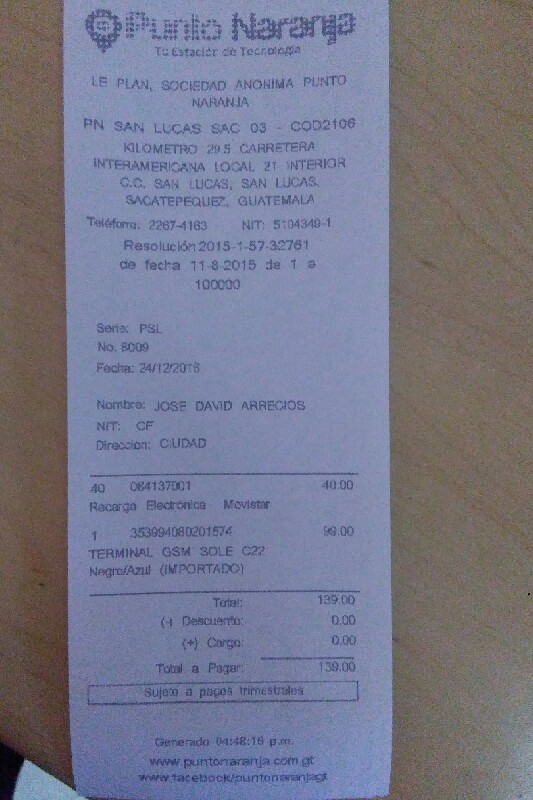 Punto Naranja
Tu Estación de Tecnología
LE PLAN, SOCIEDAD ANONIMA PUNTO
NARANJA
PN SAN LUCAS SAC 03 - COD2106
KILOMETRO 29.5 CARRETERA
INTERAMERICANA LOCAL 21 INTERIOR
C.C. SAN LUCAS, SAN LUCAS,
SACATEPEQUEZ, GUATEMALA
Teléfono: 2267-4163 NIT: 5104349-1
Resolución 2015-1-57-32761
de fecha 11-8-2015 de 1 a
100000
Serie: PSL
No. 8009
Fecha: 24/12/2016
Nombre: JOSE DAVID ARRECIOS
NIT: CF
Direccion: CIUDAD
40 084137001 40.00
Recarga Electrónica Movistar
1 353994080201574 99.00
TERMINAL GSM SOLE C22
Negro/Azul (IMPORTADO)
Total: 139.00
(-) Descuento: 0.00
(+) Cargo: 0.00
Total a Pagar: 139.00
Sujeto a pagos trimestrales
Generado 04:48:16 p.m.
www.puntonaranja.com.gt
www.facebook/puntonaranjagt